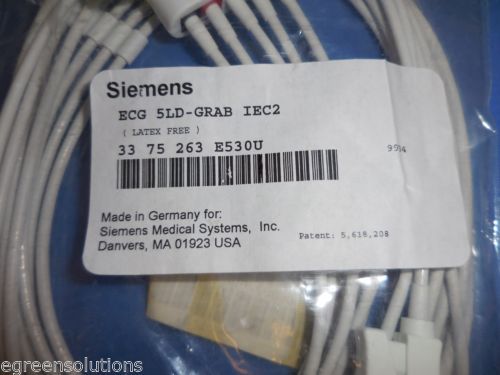 Siemens
ECG 5LD-GRAB IEC2
( LATEX FREE )
33 75 263 E530U
Made in Germany for:
Siemens Medical Systems, Inc.
Danvers, MA 01923 USA
Patent: 5,618,208
egreensolutions